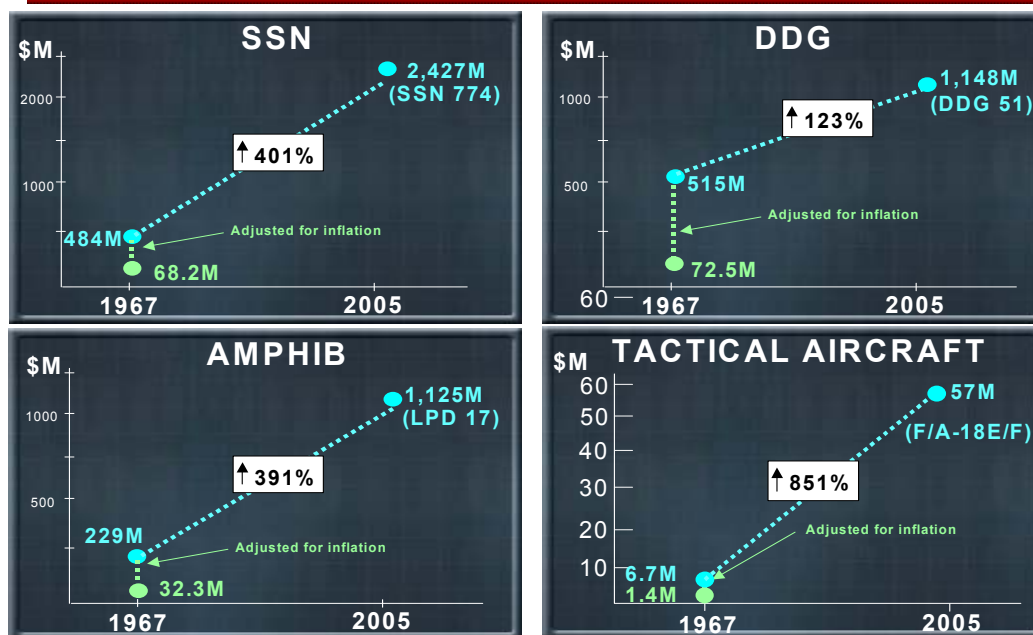 SSN
$M
2000
1000
2,427M
(SSN 774)
401%
484M
Adjusted for inflation
68.2M
1967
2005
DDG
$M
1000
500
1,148M
(DDG 51)
123%
515M
Adjusted for inflation
72.5M
60
1967
2005
AMPHIB
$M
1000
500
1,125M
(LPD 17)
391%
229M
Adjusted for inflation
32.3M
1967
2005
TACTICAL AIRCRAFT
$M
60
50
40
30
20
10
57M
(F/A-18E/F)
851%
Adjusted for inflation
6.7M
1.4M
1967
2005